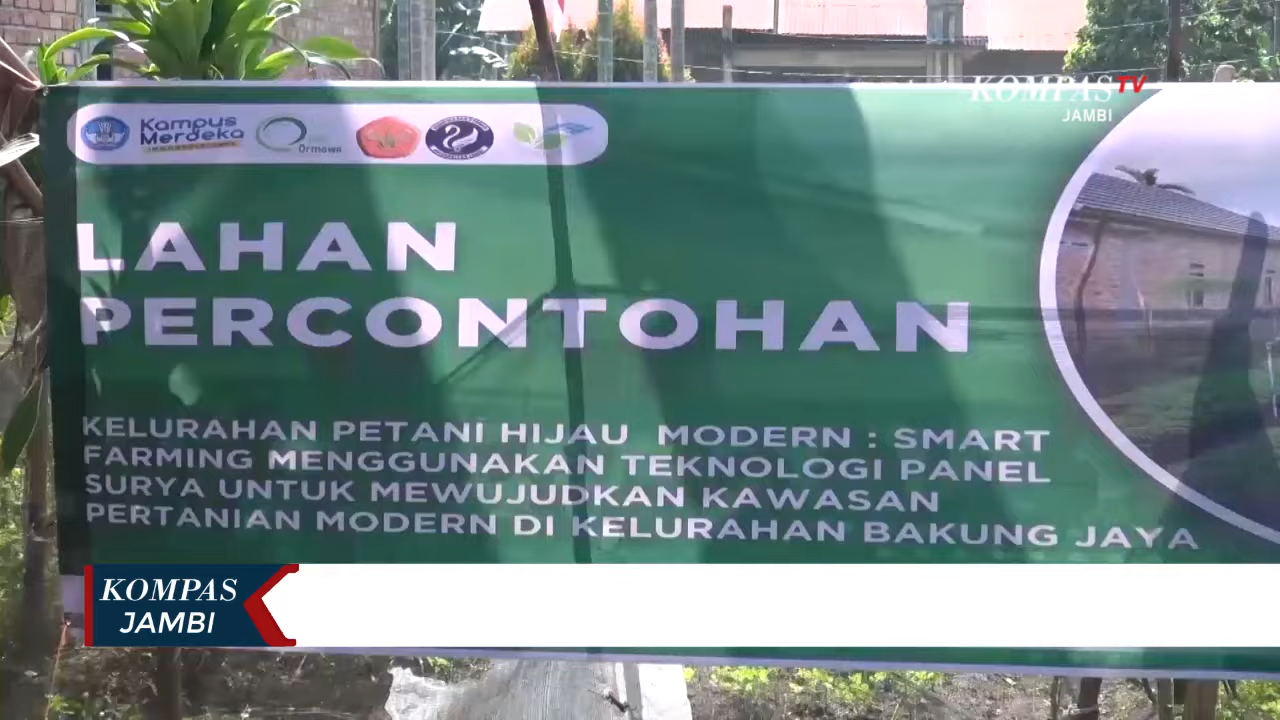 KOMPAS TV
JAMBI
Kampus
Merdeka
Ormawa
LAHAN
PERCONTOHAN
KELURAHAN PETANI HIJAU MODERN : SMART
FARMING MENGGUNAKAN TEKNOLOGI PANEL
SURYA UNTUK MEWUJUDKAN KAWASAN
PERTANIAN MODERN DI KELURAHAN BAKUNG JAYA
KOMPAS
JAMBI